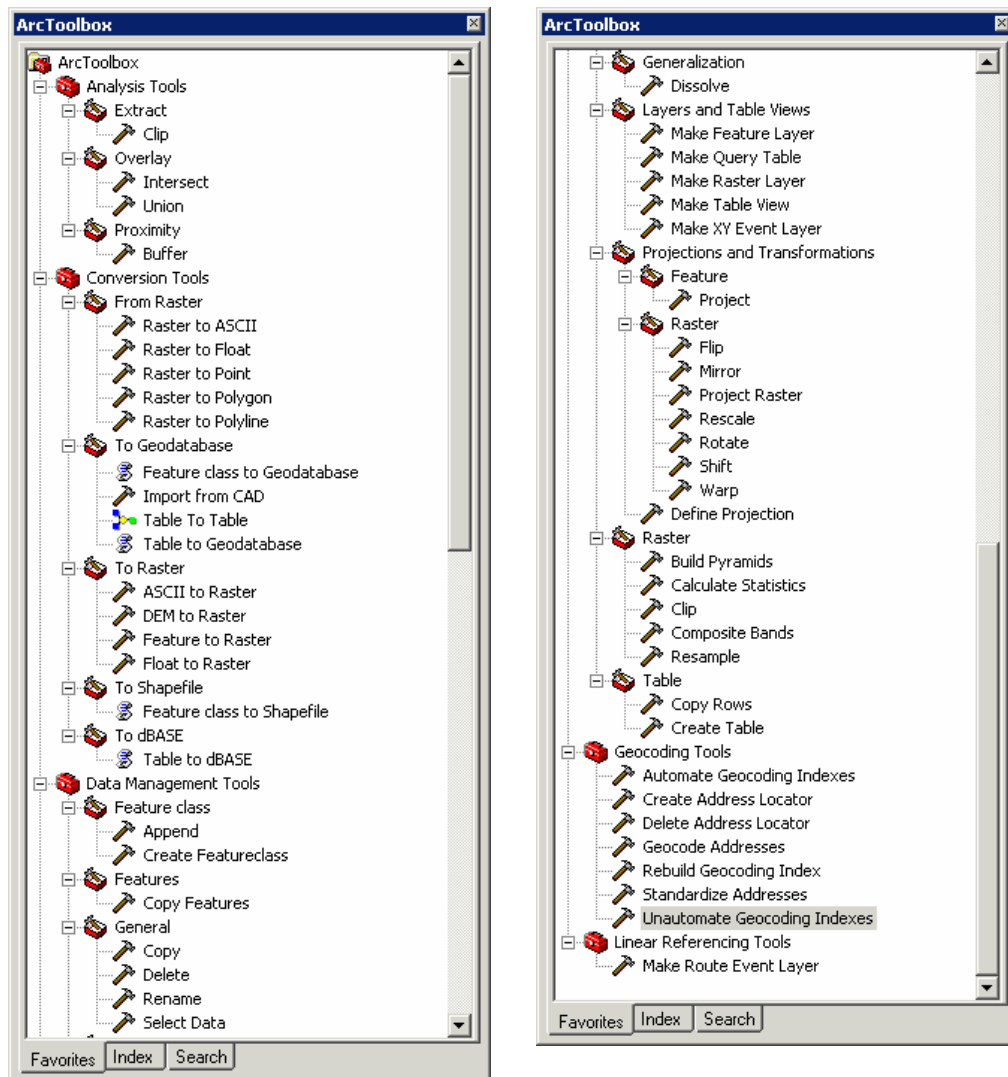 ArcToolbox
ArcToolbox
Analysis Tools
Extract
Clip
Overlay
Intersect
Union
Proximity
Buffer
Conversion Tools
From Raster
Raster to ASCII
Raster to Float
Raster to Point
Raster to Polygon
Raster to Polyline
To Geodatabase
Feature class to Geodatabase
Import from CAD
Table To Table
Table to Geodatabase
To Raster
ASCII to Raster
DEM to Raster
Feature to Raster
Float to Raster
To Shapefile
Feature class to Shapefile
To dBASE
Table to dBASE
Data Management Tools
Feature class
Append
Create Featureclass
Features
Copy Features
General
Copy
Delete
Rename
Select Data
Favorites Index Search
ArcToolbox
Generalization
Dissolve
Layers and Table Views
Make Feature Layer
Make Query Table
Make Raster Layer
Make Table View
Make XY Event Layer
Projections and Transformations
Feature
Project
Raster
Flip
Mirror
Project Raster
Rescale
Rotate
Shift
Warp
Define Projection
Raster
Build Pyramids
Calculate Statistics
Clip
Composite Bands
Resample
Table
Copy Rows
Create Table
Geocoding Tools
Automate Geocoding Indexes
Create Address Locator
Delete Address Locator
Geocode Addresses
Rebuild Geocoding Index
Standardize Addresses
Unautomate Geocoding Indexes
Linear Referencing Tools
Make Route Event Layer
Favorites Index Search